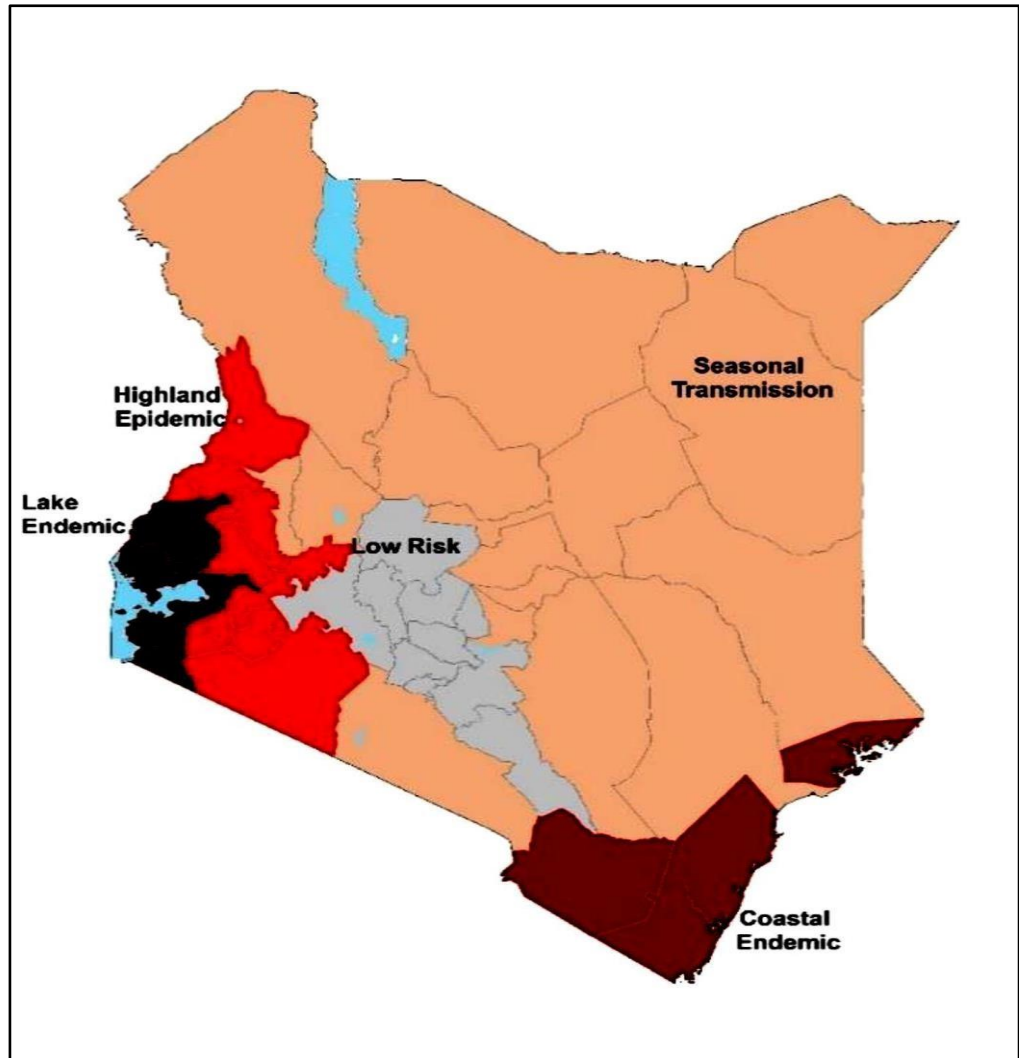 Seasonal
Transmission
Highland
Epidemic
Lake
Endemic
Low Risk
Coastal
Endemic